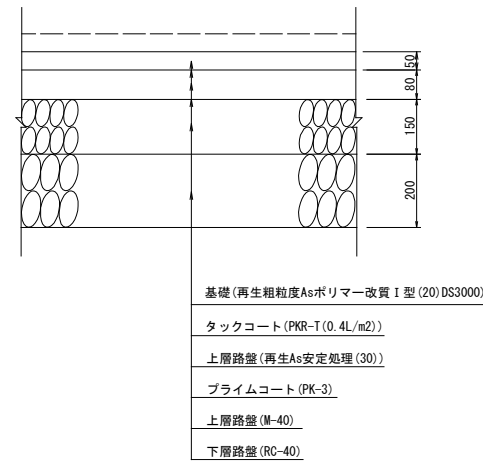 50
80
150
200
基礎(再生粗粒度Asポリマー改質Ⅰ型(20)DS3000)
タックコート(PKR-T(0.4L/m2))
上層路盤(再生As安定処理(30))
プライムコート(PK-3)
上層路盤(M-40)
下層路盤(RC-40)